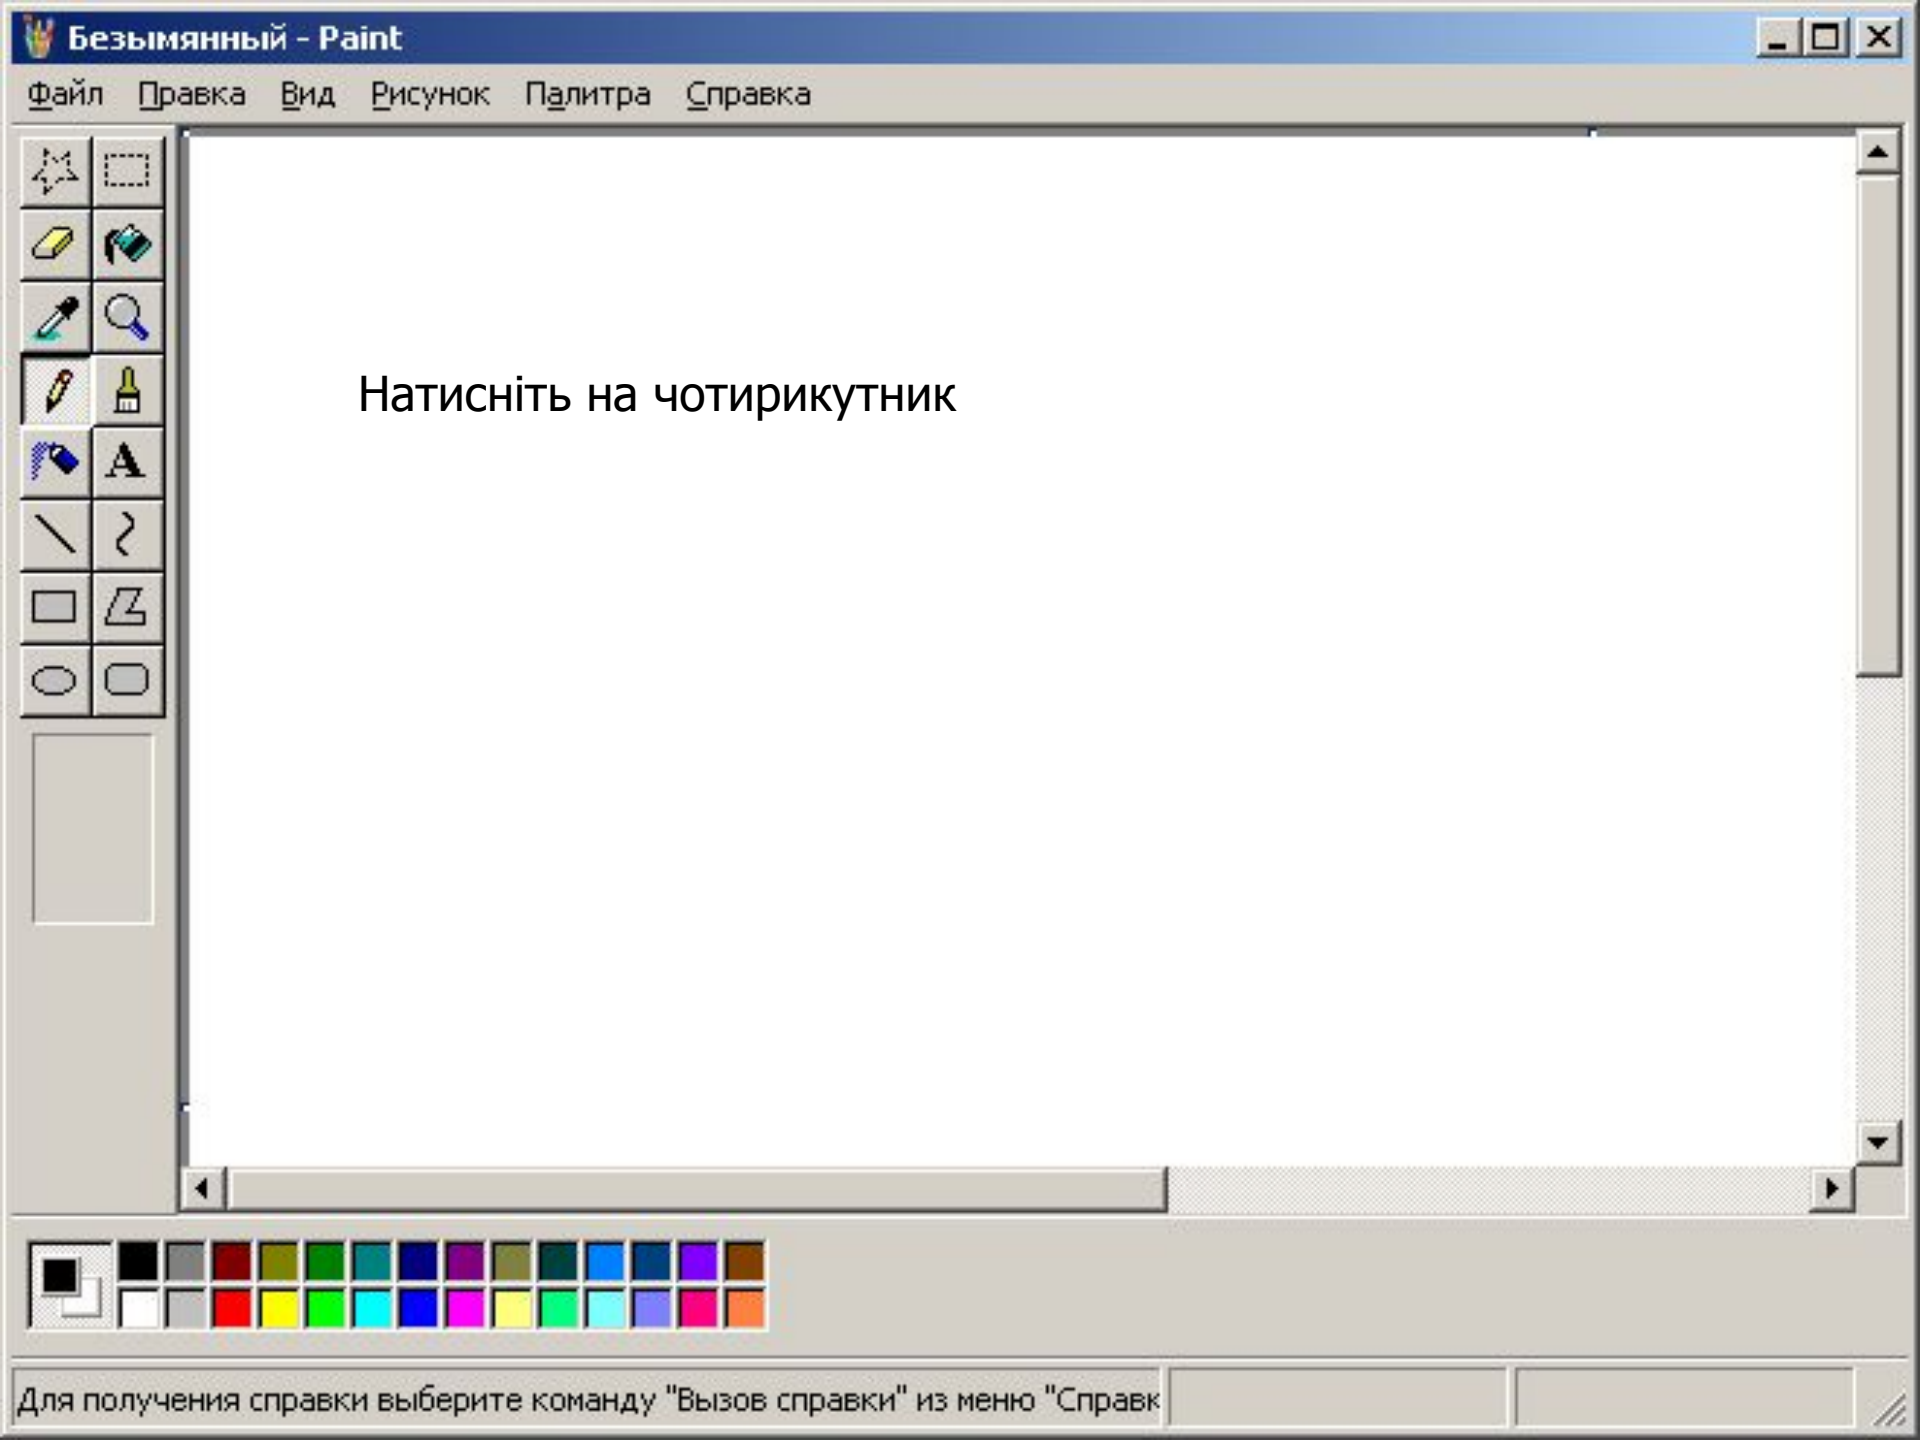 Безымянный - Paint
Файл Правка Вид Рисунок Палитра Справка
A
Натисніть на чотирикутник
Для получения справки выберите команду "Вызов справки" из меню "Справк